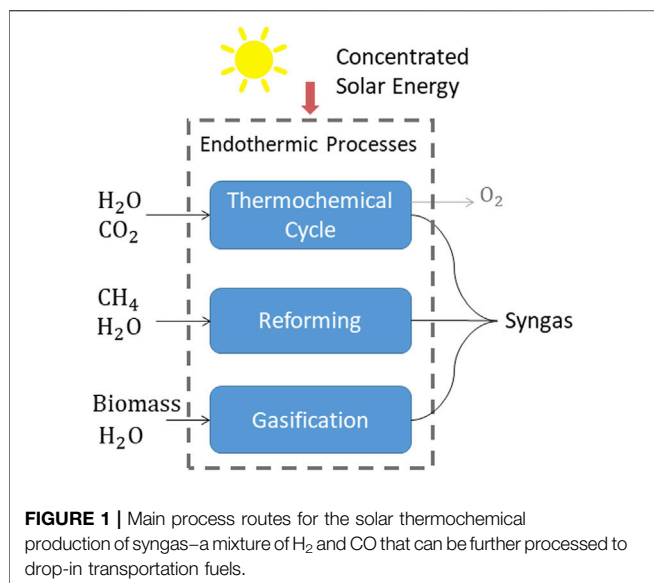 Concentrated
Solar Energy
Endothermic Processes
H₂O
CO₂
Thermochemical
Cycle
O₂
CH₄
H₂O
Reforming
Syngas
Biomass
H₂O
Gasification
FIGURE 1 | Main process routes for the solar thermochemical
production of syngas–a mixture of H₂ and CO that can be further processed to
drop-in transportation fuels.